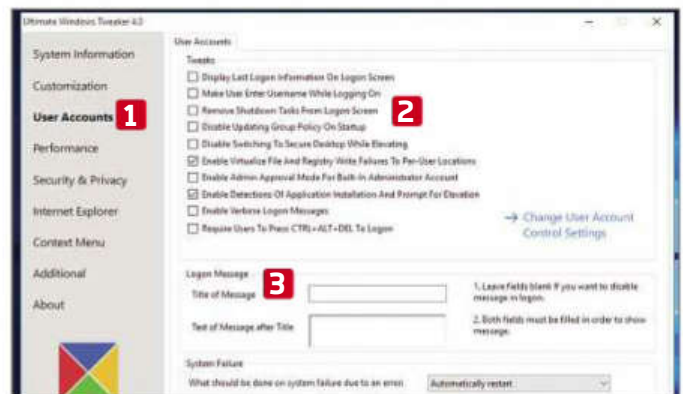 Ultimate Windows Tweaker 4.0
System Information
Customization
User Accounts
1
Performance
Security & Privacy
Internet Explorer
Context Menu
Additional
About
User Accounts
Tweaks
Display Last Logon Information On Logon Screen
Make User Enter Username While Logging On
Remove Shutdown Tasks From Logon Screen
2
Disable Updating Group Policy On Startup
Disable Switching To Secure Desktop While Elevating
Enable Virtualize File And Registry Write Failures To Per-User Locations
Enable Admin Approval Mode For Built-In Administrator Account
Enable Detections Of Application Installation And Prompt For Elevation
Enable Verbose Logon Messages
Require Users To Press CTRL+ALT+DEL To Logon
→ Change User Account
Control Settings
Logon Message
3
Title of Message
Text of Message after Title
1. Leave fields blank if you want to disable
message in logon.
2. Both fields must be filled in order to show
message.
System Failure
What should be done on system failure due to an error:
Automatically restart